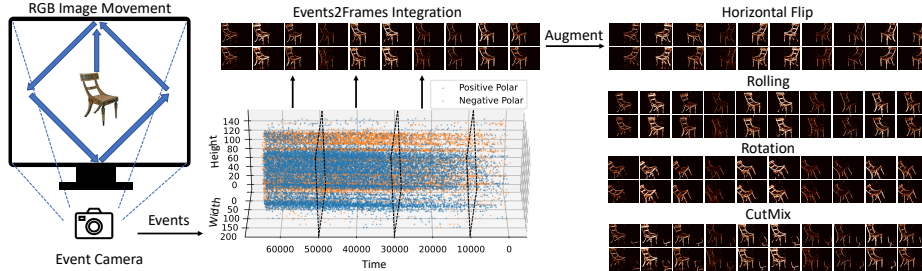 RGB Image Movement
Events2Frames Integration
Horizontal Flip
Augment
Rolling
Rotation
CutMix
Positive Polar
Negative Polar
Height
140
120
100
80
60
40
20
0
Width
0
50
100
150
200
60000 50000 40000 30000 20000 10000 0
Time
Events
Event Camera